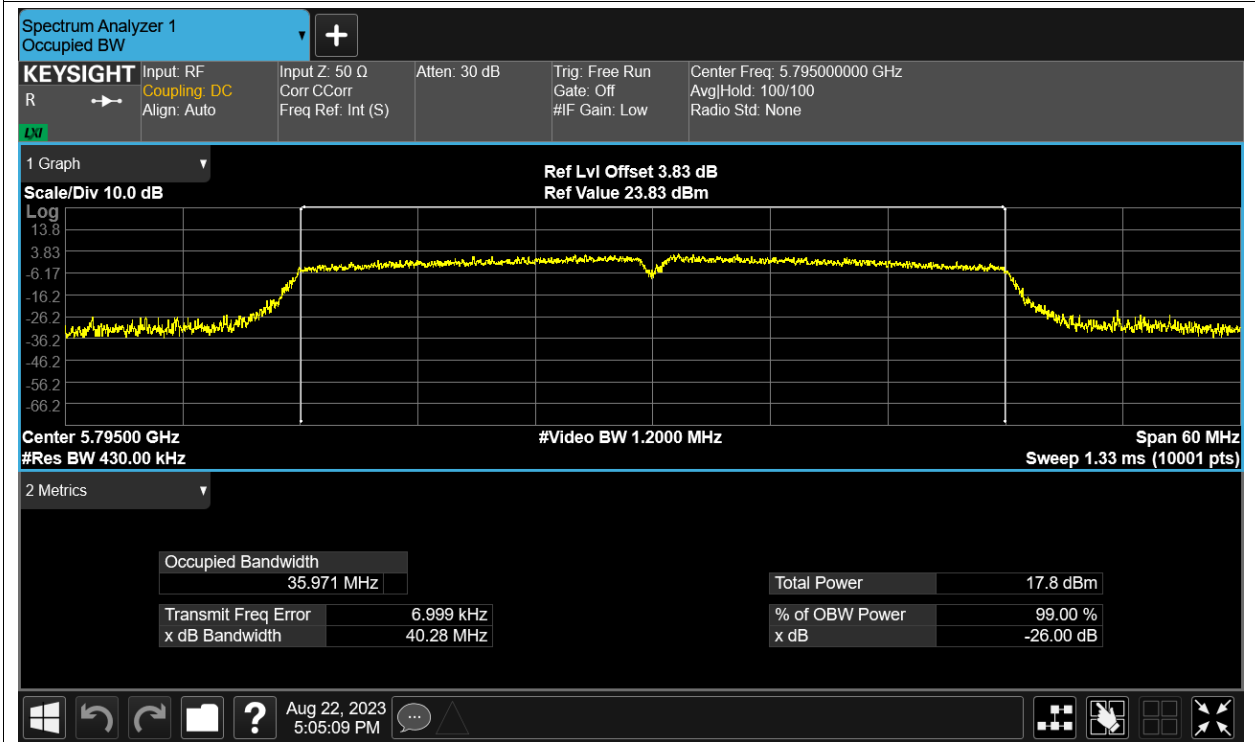 Spectrum Analyzer 1
Occupied BW
KEYSIGHT Input: RF Input Z: 50 Ω Atten: 30 dB Trig: Free Run Center Freq: 5.795000000 GHz
R Coupling: DC Corr CCorr Gate: Off Avg|Hold: 100/100
Align: Auto Freq Ref: Int (S) #IF Gain: Low Radio Std: None
LXI
1 Graph
Ref Lvl Offset 3.83 dB
Scale/Div 10.0 dB Ref Value 23.83 dBm
Log
13.8
3.83
-6.17
-16.2
-26.2
-36.2
-46.2
-56.2
-66.2
Center 5.79500 GHz #Video BW 1.2000 MHz Span 60 MHz
#Res BW 430.00 kHz Sweep 1.33 ms (10001 pts)
2 Metrics
Occupied Bandwidth
35.971 MHz Total Power 17.8 dBm
Transmit Freq Error 6.999 kHz % of OBW Power 99.00 %
x dB Bandwidth 40.28 MHz x dB -26.00 dB
? Aug 22, 2023
5:05:09 PM